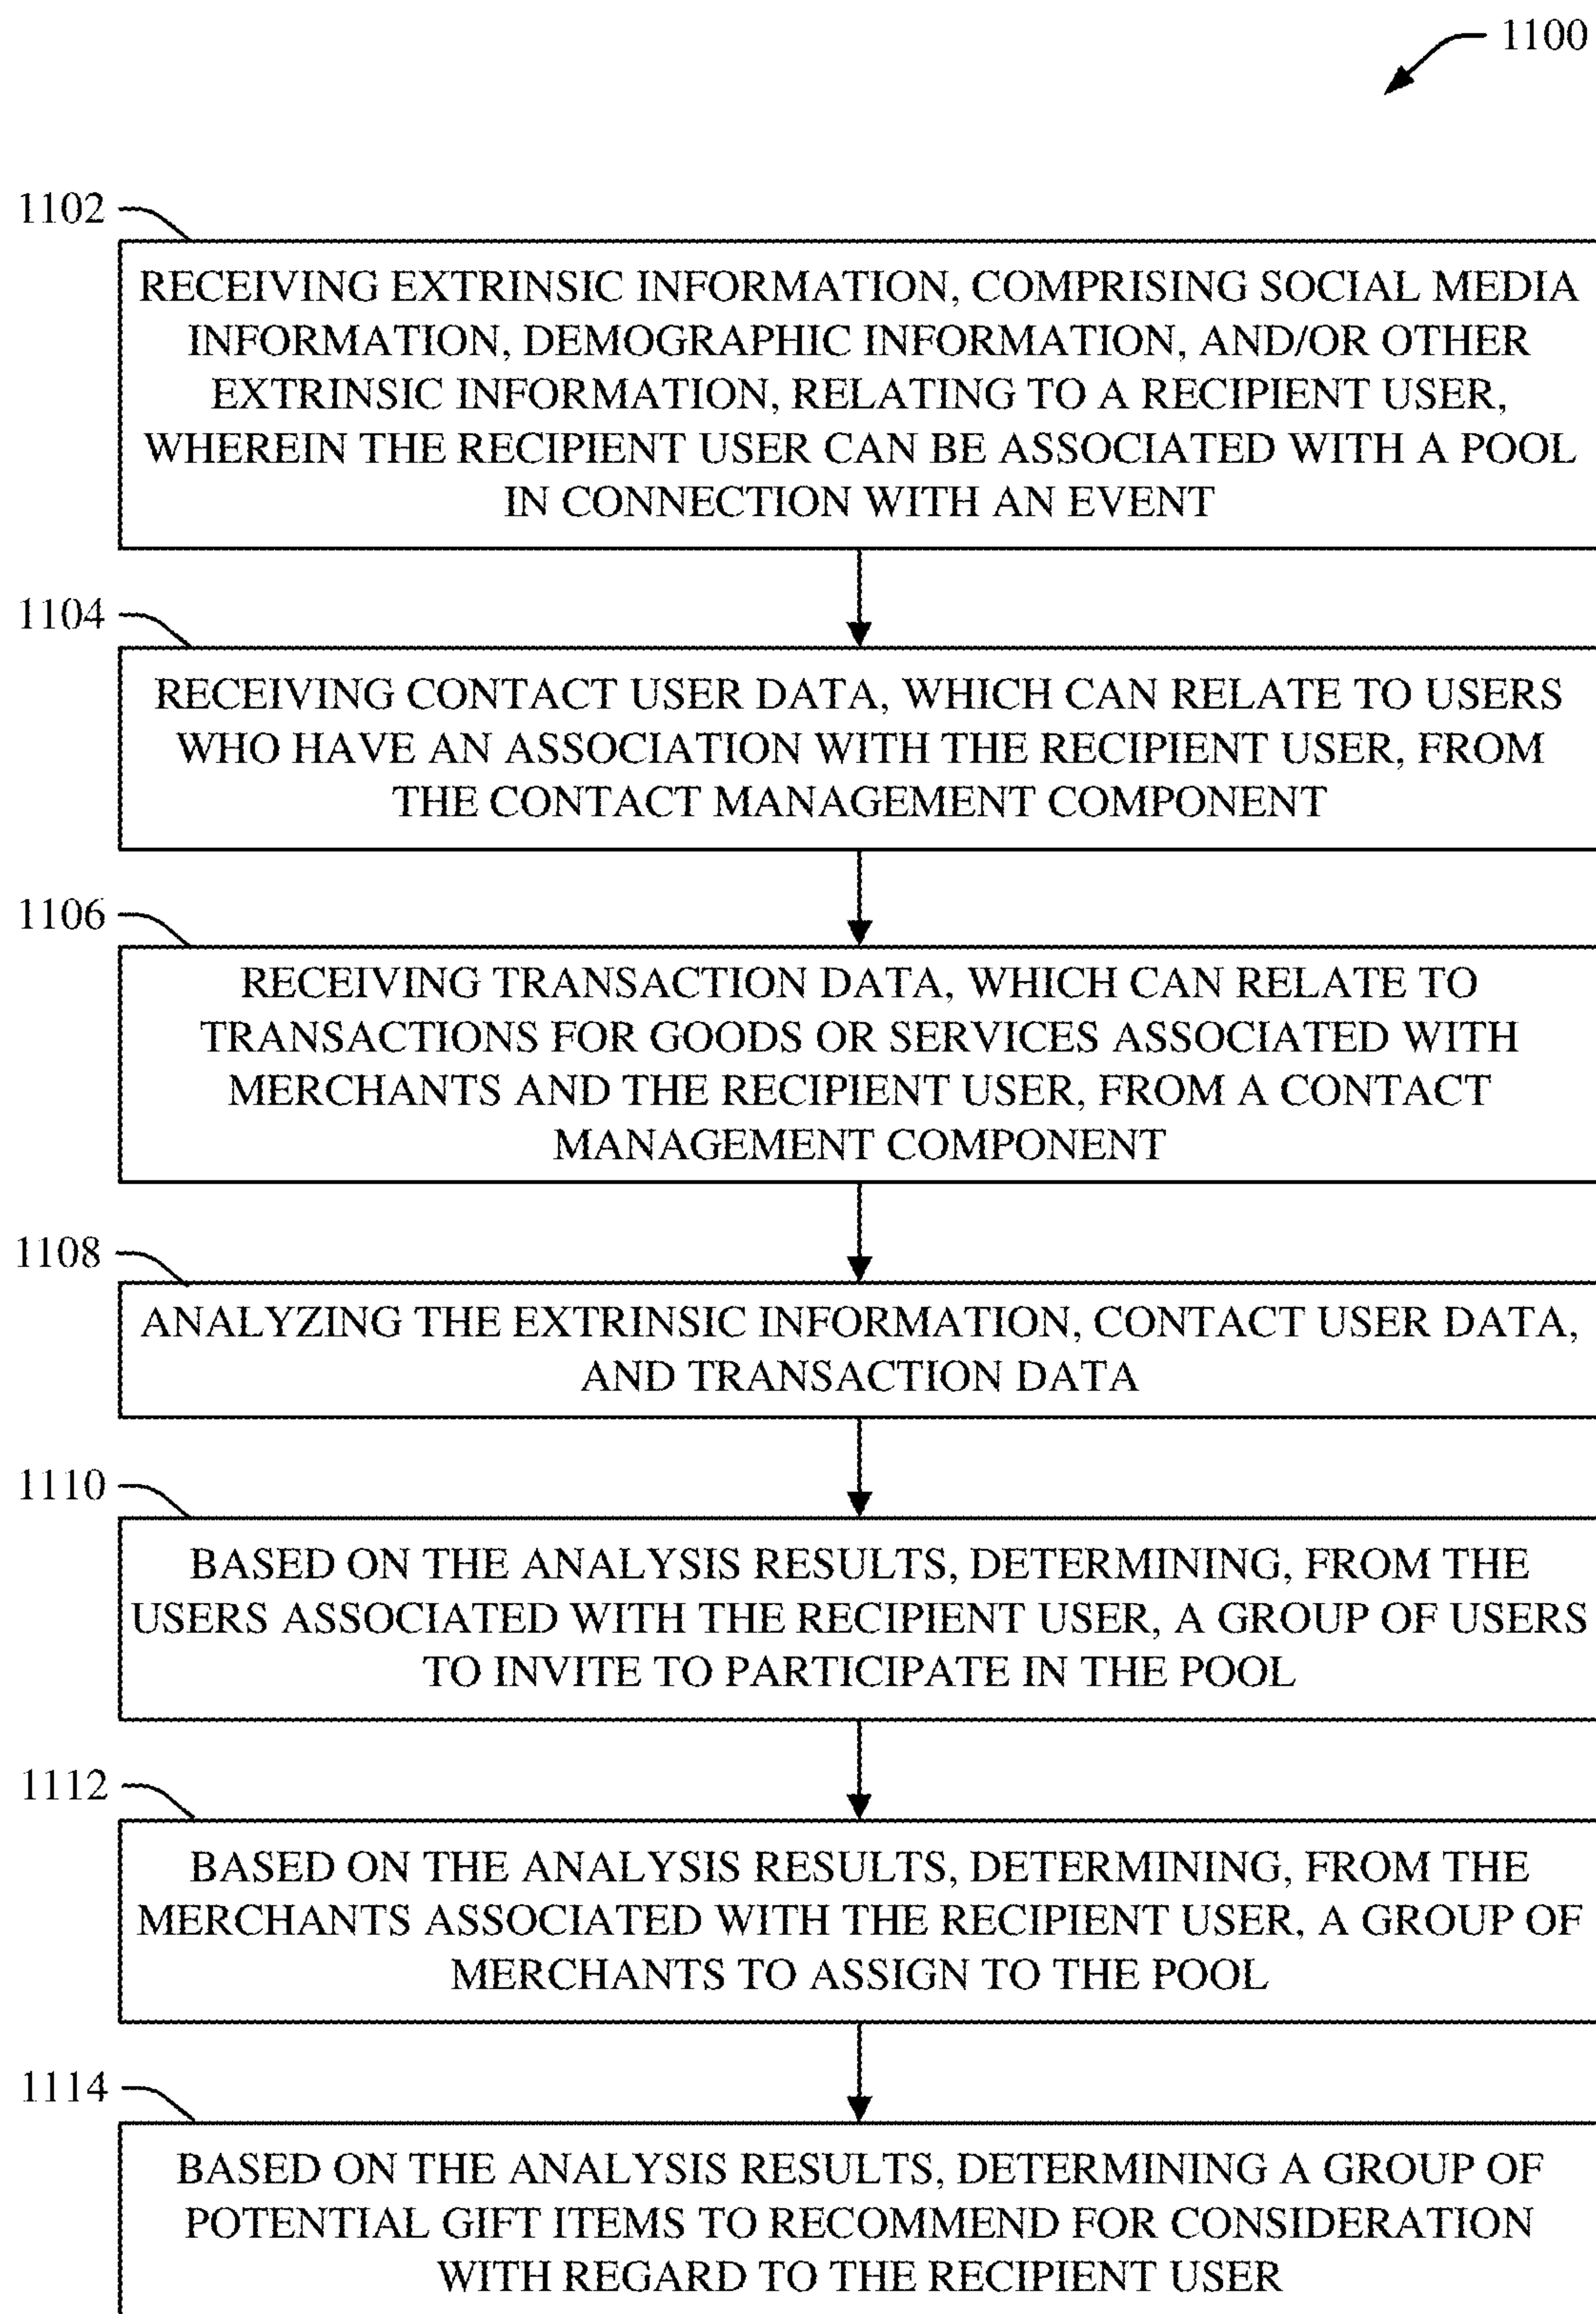 1100
1102
RECEIVING EXTRINSIC INFORMATION, COMPRISING SOCIAL MEDIA
INFORMATION, DEMOGRAPHIC INFORMATION, AND/OR OTHER
EXTRINSIC INFORMATION, RELATING TO A RECIPIENT USER,
WHEREIN THE RECIPIENT USER CAN BE ASSOCIATED WITH A POOL
IN CONNECTION WITH AN EVENT
1104
RECEIVING CONTACT USER DATA, WHICH CAN RELATE TO USERS
WHO HAVE AN ASSOCIATION WITH THE RECIPIENT USER, FROM
THE CONTACT MANAGEMENT COMPONENT
1106
RECEIVING TRANSACTION DATA, WHICH CAN RELATE TO
TRANSACTIONS FOR GOODS OR SERVICES ASSOCIATED WITH
MERCHANTS AND THE RECIPIENT USER, FROM A CONTACT
MANAGEMENT COMPONENT
1108
ANALYZING THE EXTRINSIC INFORMATION, CONTACT USER DATA,
AND TRANSACTION DATA
1110
BASED ON THE ANALYSIS RESULTS, DETERMINING, FROM THE
USERS ASSOCIATED WITH THE RECIPIENT USER, A GROUP OF USERS
TO INVITE TO PARTICIPATE IN THE POOL
1112
BASED ON THE ANALYSIS RESULTS, DETERMINING, FROM THE
MERCHANTS ASSOCIATED WITH THE RECIPIENT USER, A GROUP OF
MERCHANTS TO ASSIGN TO THE POOL
1114
BASED ON THE ANALYSIS RESULTS, DETERMINING A GROUP OF
POTENTIAL GIFT ITEMS TO RECOMMEND FOR CONSIDERATION
WITH REGARD TO THE RECIPIENT USER